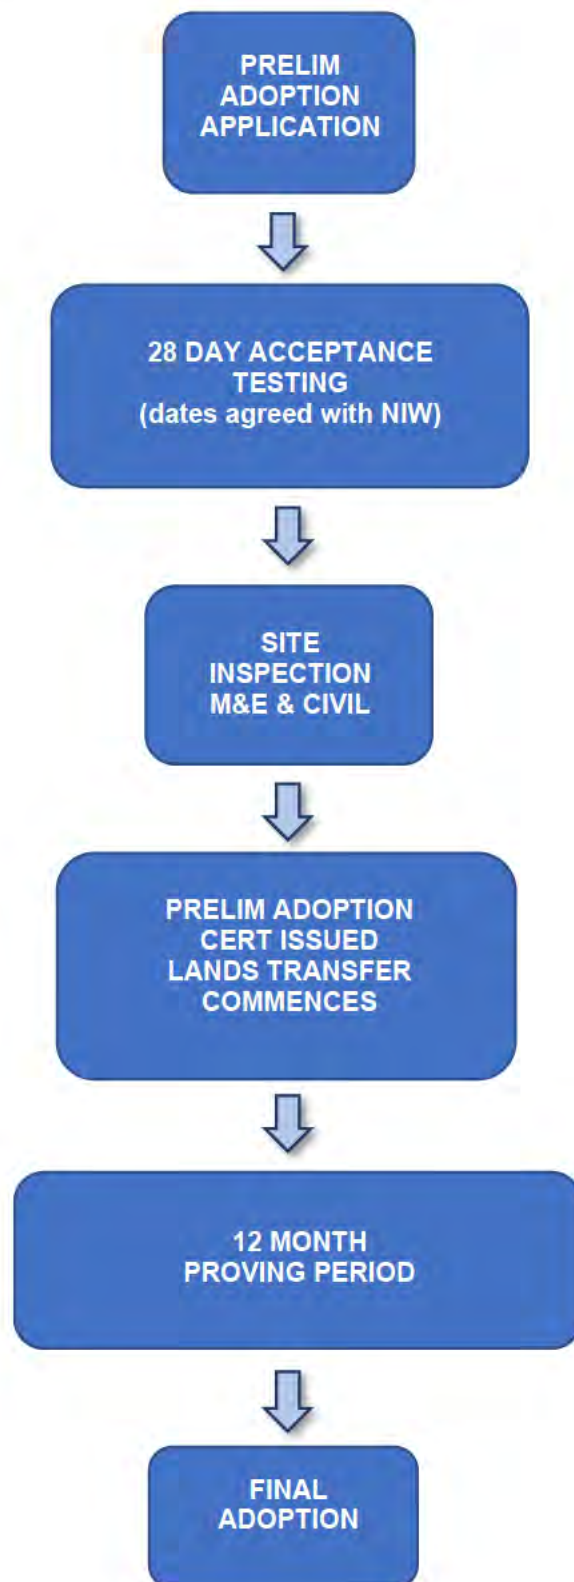 PRELIM
ADOPTION
APPLICATION
28 DAY ACCEPTANCE
TESTING
(dates agreed with NIW)
SITE
INSPECTION
M&E & CIVIL
PRELIM ADOPTION
CERT ISSUED
LANDS TRANSFER
COMMENCES
12 MONTH
PROVING PERIOD
FINAL
ADOPTION